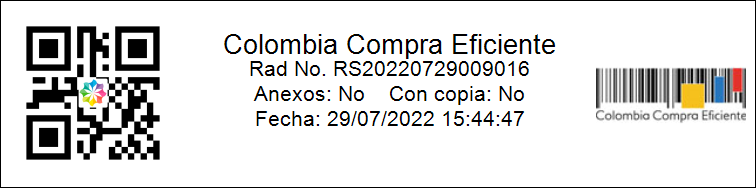 Colombia Compra Eficiente
Rad No. RS20220729009016
Anexos: No    Con copia: No
Fecha: 29/07/2022 15:44:47
Colombia Compra Eficiente